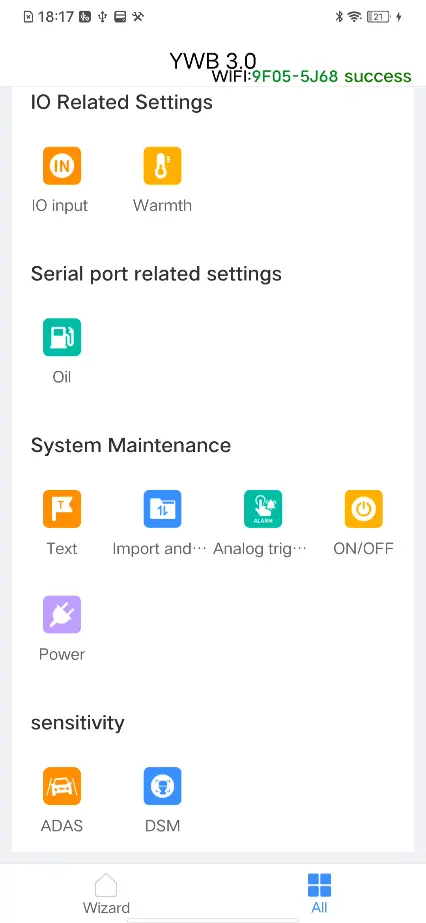 18:17
21
YWB 3.0
WIFI:9F05-5J68 success
IO Related Settings
IN
IO input
Warmth
Serial port related settings
Oil
System Maintenance
T
ALARM
Text
Import and···
Analog trig···
ON/OFF
Power
sensitivity
ADAS
DSM
Wizard
All